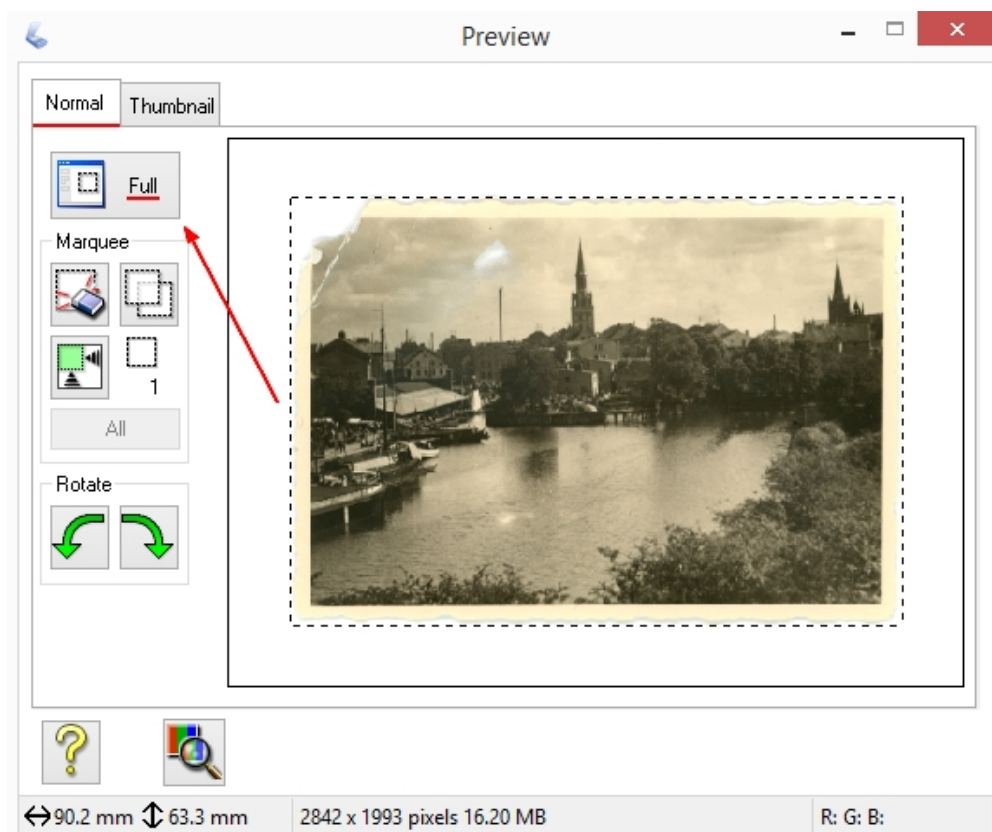 Preview
Normal Thumbnail
Full
Marquee
1
All
Rotate
90.2 mm 63.3 mm 2842 x 1993 pixels 16.20 MB R: G: B: